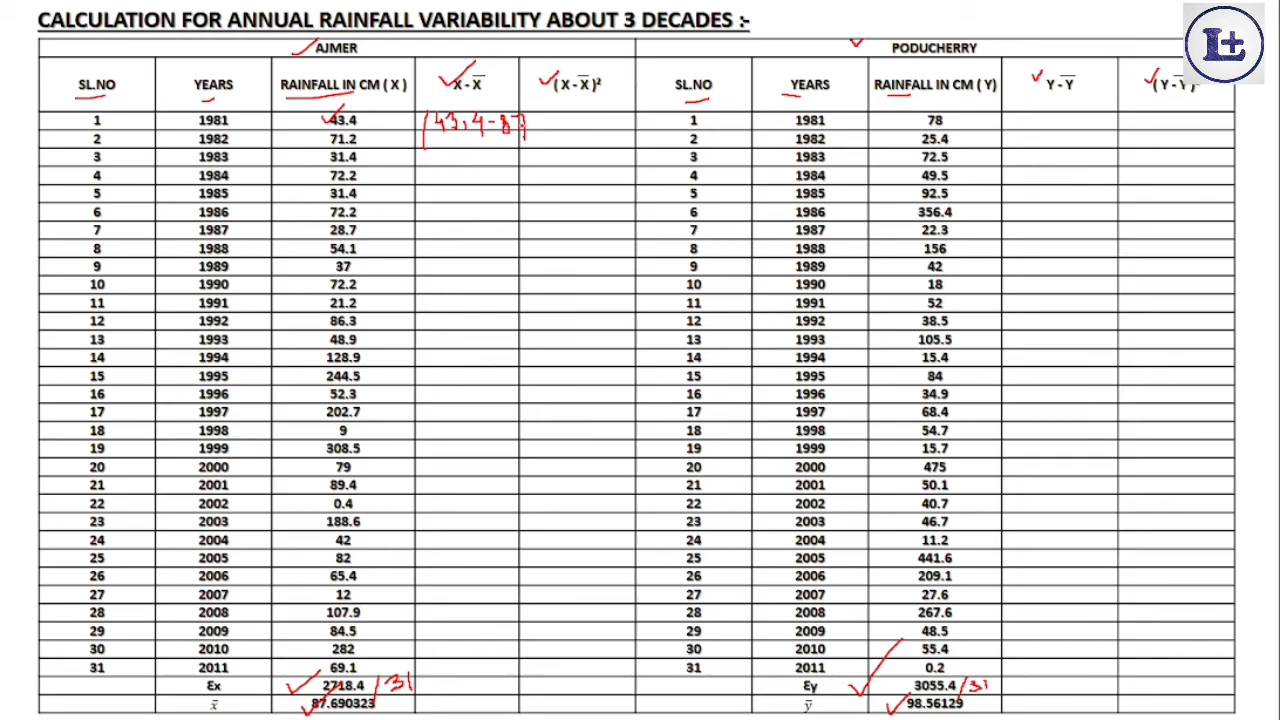 CALCULATION FOR ANNUAL RAINFALL VARIABILITY ABOUT 3 DECADES :-
L+
AJMER PODUCHERRY
SL.NO YEARS RAINFALL IN CM ( X ) X - X̅ ( X - X̅ )² SL.NO YEARS RAINFALL IN CM ( Y) Y - Y̅ ( Y - Y̅ )²
1 1981 43.4 (43.4-87. 1 1981 78
2 1982 71.2 2 1982 25.4
3 1983 31.4 3 1983 72.5
4 1984 72.2 4 1984 49.5
5 1985 31.4 5 1985 92.5
6 1986 72.2 6 1986 356.4
7 1987 28.7 7 1987 22.3
8 1988 54.1 8 1988 156
9 1989 37 9 1989 42
10 1990 72.2 10 1990 18
11 1991 21.2 11 1991 52
12 1992 86.3 12 1992 38.5
13 1993 48.9 13 1993 105.5
14 1994 128.9 14 1994 15.4
15 1995 244.5 15 1995 84
16 1996 52.3 16 1996 34.9
17 1997 202.7 17 1997 68.4
18 1998 9 18 1998 54.7
19 1999 308.5 19 1999 15.7
20 2000 79 20 2000 475
21 2001 89.4 21 2001 50.1
22 2002 0.4 22 2002 40.7
23 2003 188.6 23 2003 46.7
24 2004 42 24 2004 11.2
25 2005 82 25 2005 441.6
26 2006 65.4 26 2006 209.1
27 2007 12 27 2007 27.6
28 2008 107.9 28 2008 267.6
29 2009 84.5 29 2009 48.5
30 2010 282 30 2010 55.4
31 2011 69.1 31 2011 0.2
Ɛx 2718.4 /31 Ɛy 3055.4 /31
x̅ 87.690323 y̅ 98.56129